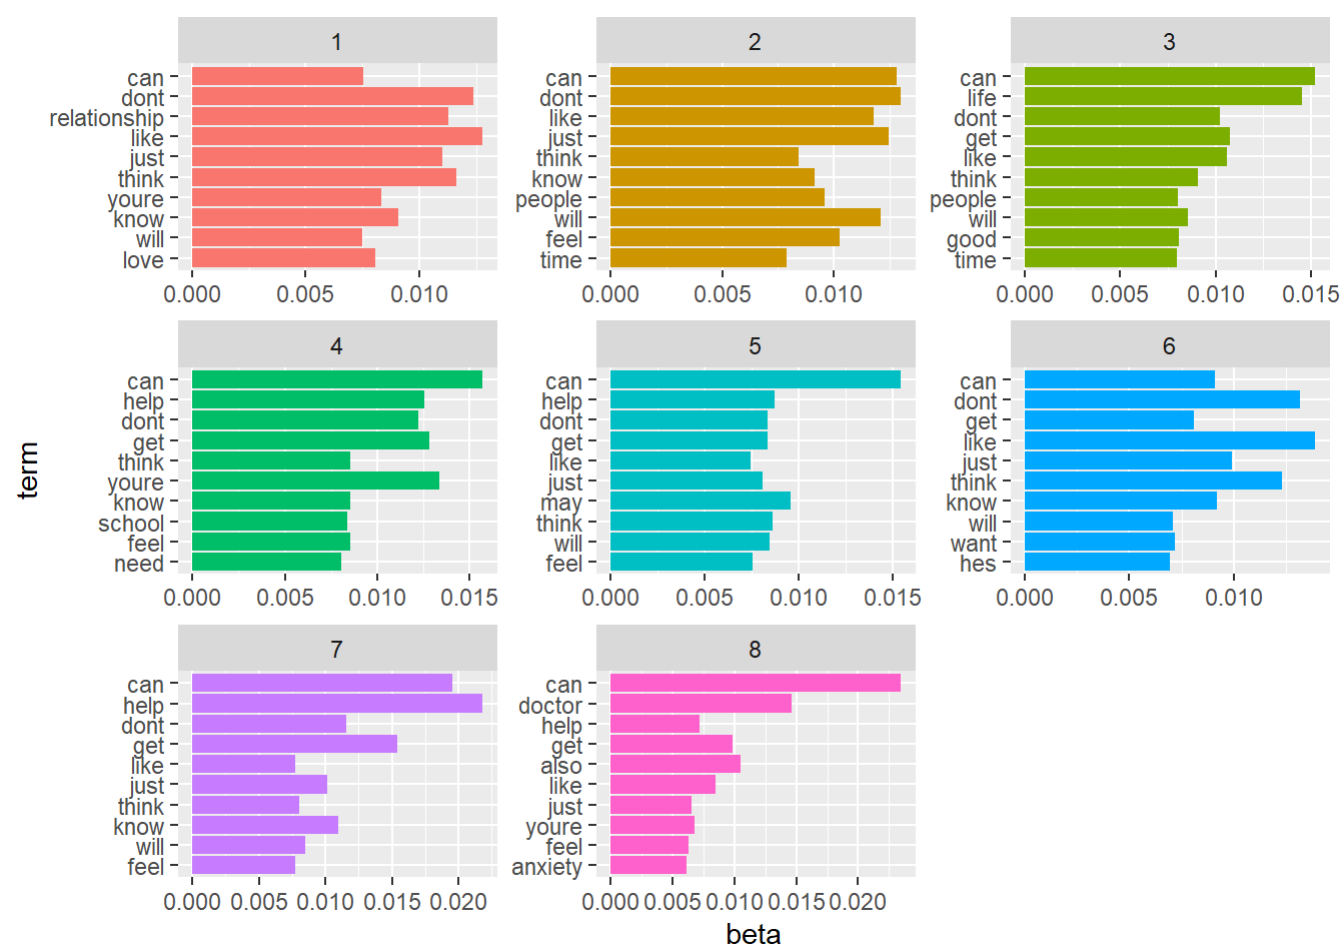 1
can
dont
relationship
like
just
think
youre
know
will
love
0.000 0.005 0.010
2
can
dont
like
just
think
know
people
will
feel
time
0.000 0.005 0.010
3
can
life
dont
get
like
think
people
will
good
time
0.000 0.005 0.010 0.015
term
4
can
help
dont
get
think
youre
know
school
feel
need
0.000 0.005 0.010 0.015
5
can
help
dont
get
like
just
may
think
will
feel
0.000 0.005 0.010 0.015
6
can
dont
get
like
just
think
know
will
want
hes
0.000 0.005 0.010
7
can
help
dont
get
like
just
think
know
will
feel
0.000 0.005 0.010 0.015 0.020
8
can
doctor
help
get
also
like
just
youre
feel
anxiety
0.000 0.005 0.010 0.015 0.020
beta